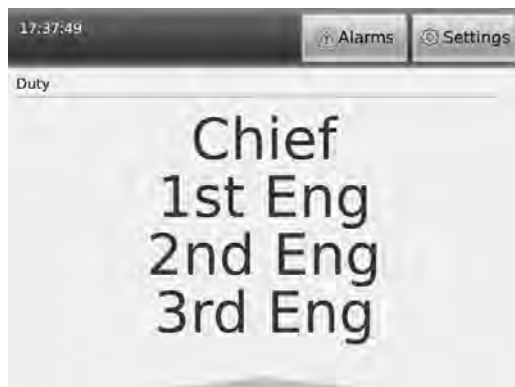 17:37:49
Alarms
Settings
Duty
Chief
1st Eng
2nd Eng
3rd Eng